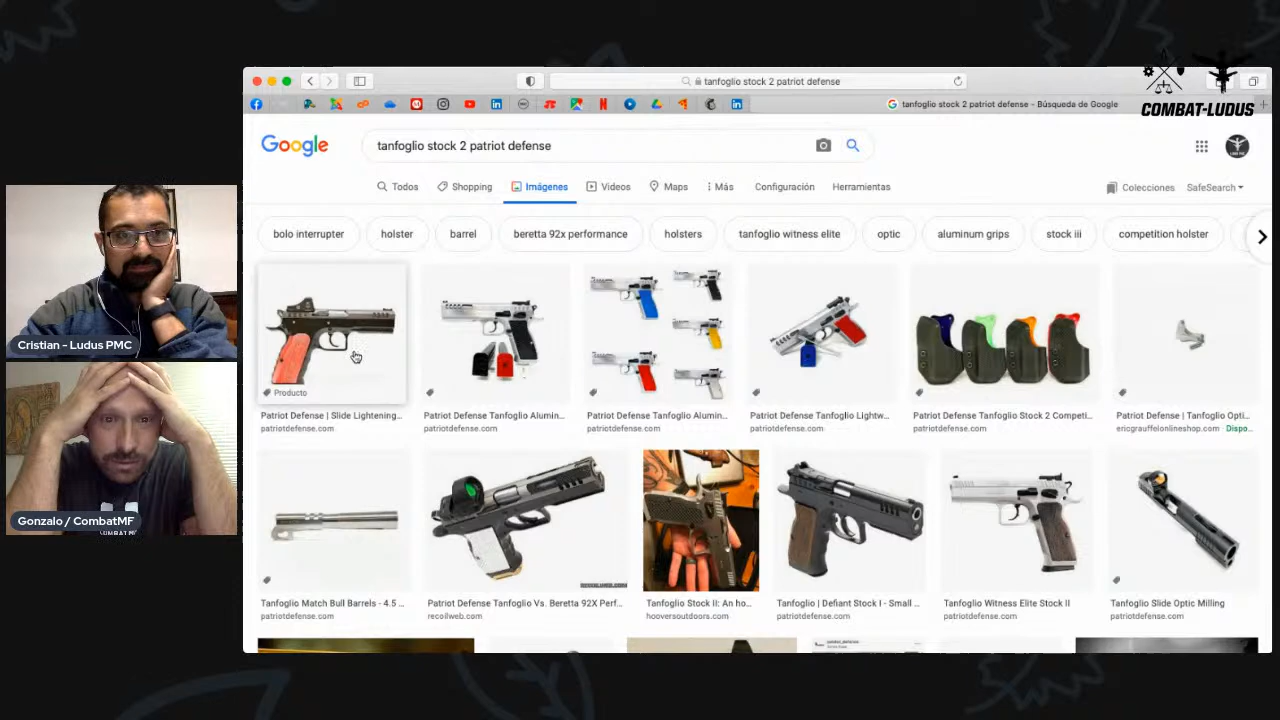 tanfoglio stock 2 patriot defense
tanfoglio stock 2 patriot defense - Búsqueda de Google
COMBAT-LUDUS
Google
tanfoglio stock 2 patriot defense
Todos
Shopping
Imágenes
Videos
Maps
Más
Configuración
Herramientas
Colecciones
SafeSearch
bolo interrupter
holster
barrel
beretta 92x performance
holsters
tanfoglio witness elite
optic
aluminum grips
stock iii
competition holster
Producto
Patriot Defense | Slide Lightening...
patriotdefense.com
Patriot Defense Tanfoglio Alumin...
patriotdefense.com
Patriot Defense Tanfoglio Alumin...
patriotdefense.com
Patriot Defense Tanfoglio Lightw...
patriotdefense.com
Patriot Defense Tanfoglio Stock 2 Competi...
patriotdefense.com
Patriot Defense | Tanfoglio Opti...
ericgrauffelonlineshop.com · Dispo...
Cristian - Ludus PMC
Gonzalo / CombatMF
Tanfoglio Match Bull Barrels - 4.5 ...
patriotdefense.com
Patriot Defense Tanfoglio Vs. Beretta 92X Perf...
recoilweb.com
Tanfoglio Stock II: An ho...
hooversoutdoors.com
Tanfoglio | Defiant Stock I - Small ...
patriotdefense.com
Tanfoglio Witness Elite Stock II
patriotdefense.com
Tanfoglio Slide Optic Milling
patriotdefense.com